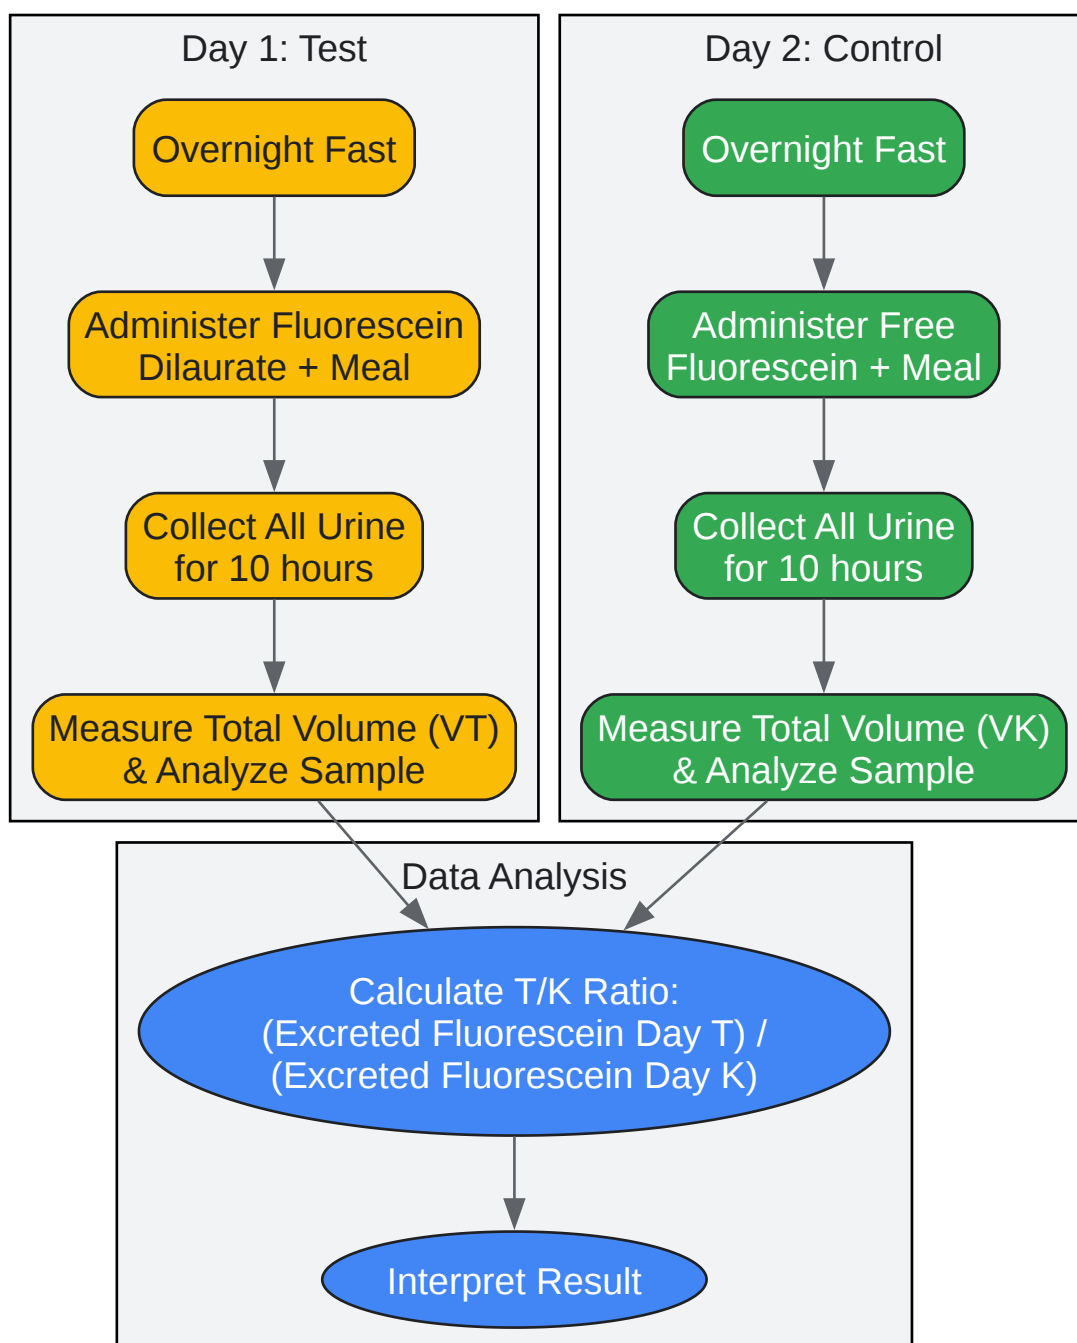 Day 1: Test
Overnight Fast
Administer Fluorescein
Dilaurate + Meal
Collect All Urine
for 10 hours
Measure Total Volume (VT)
& Analyze Sample
Day 2: Control
Overnight Fast
Administer Free
Fluorescein + Meal
Collect All Urine
for 10 hours
Measure Total Volume (VK)
& Analyze Sample
Data Analysis
Calculate T/K Ratio:
(Excreted Fluorescein Day T) /
(Excreted Fluorescein Day K)
Interpret Result